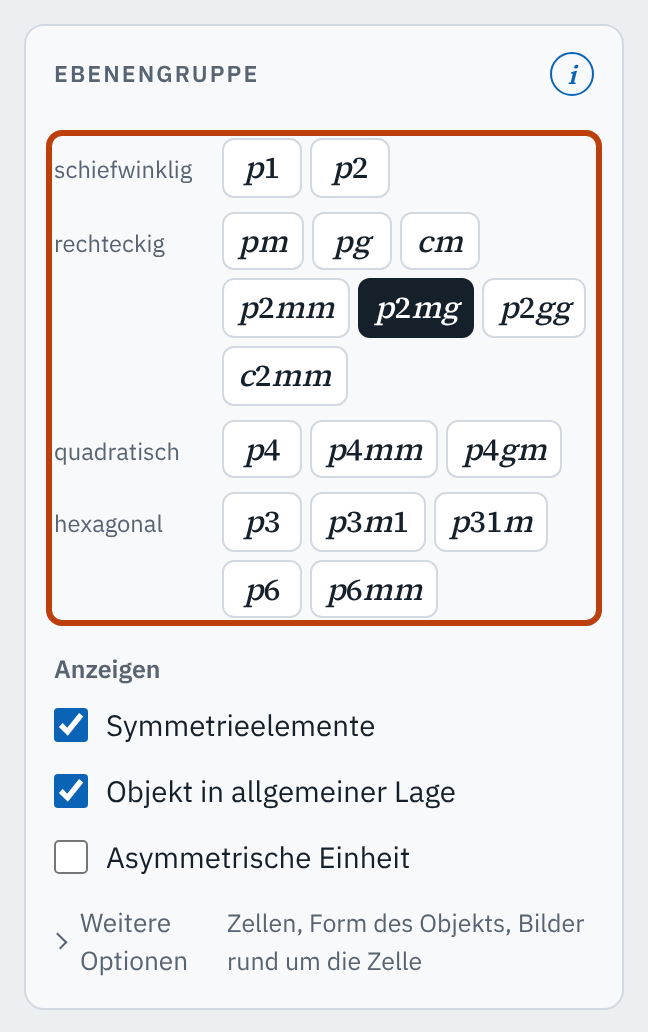 EBENENGRUPPE i
schiefwinklig p1 p2
rechteckig pm pg cm
p2mm p2mg p2gg
c2mm
quadratisch p4 p4mm p4gm
hexagonal p3 p3m1 p31m
p6 p6mm
Anzeigen
Symmetrieelemente
Objekt in allgemeiner Lage
Asymmetrische Einheit
Weitere Optionen
Zellen, Form des Objekts, Bilder
rund um die Zelle